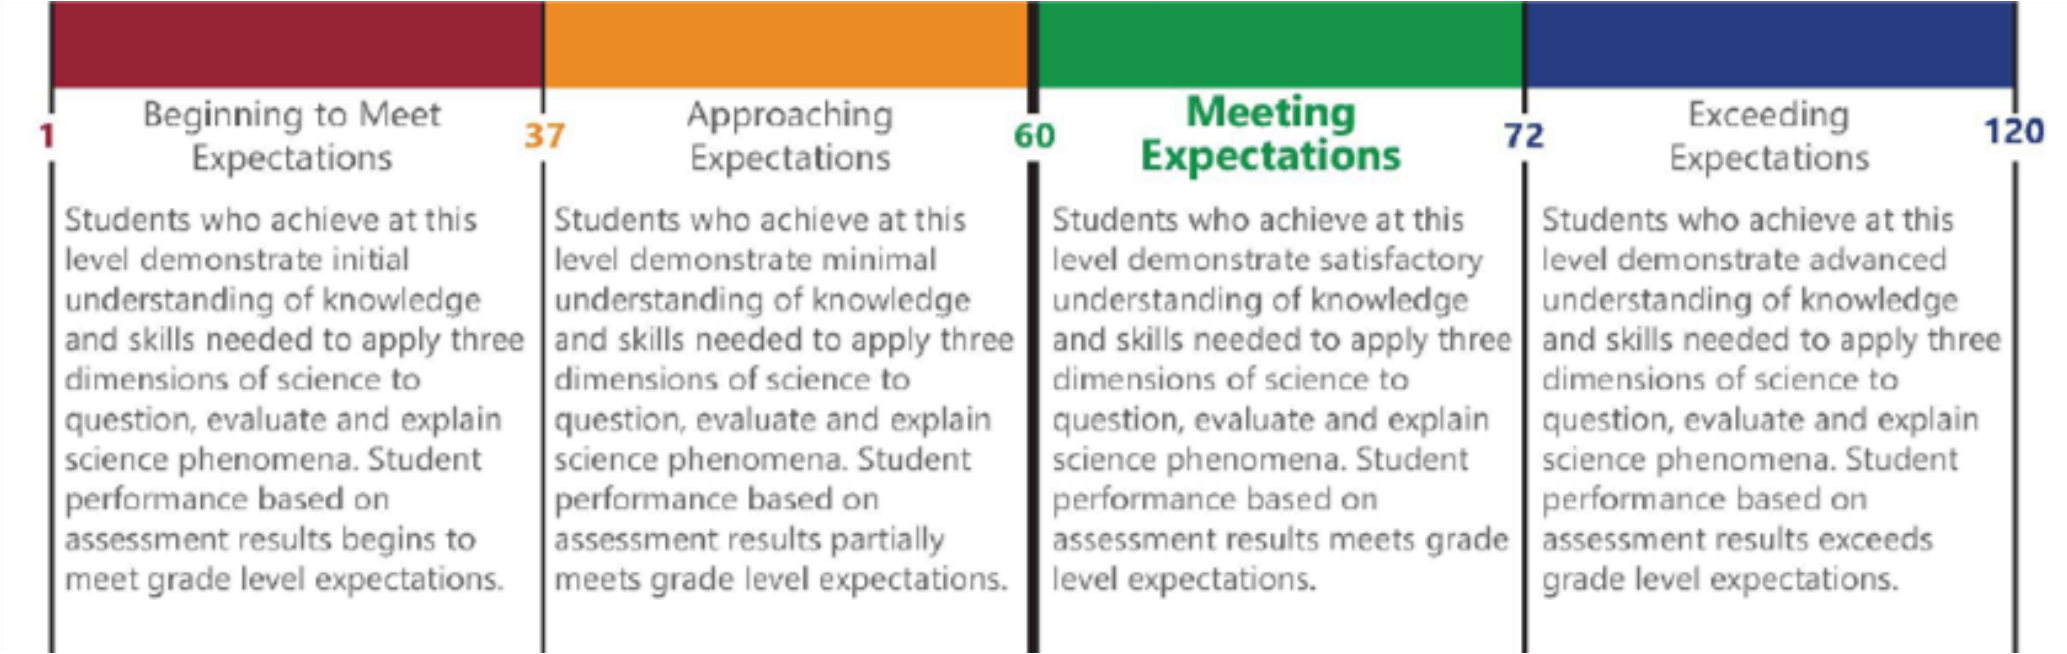 1
Beginning to Meet
Expectations
Students who achieve at this
level demonstrate initial
understanding of knowledge
and skills needed to apply three
dimensions of science to
question, evaluate and explain
science phenomena. Student
performance based on
assessment results begins to
meet grade level expectations.
37
Approaching
Expectations
Students who achieve at this
level demonstrate minimal
understanding of knowledge
and skills needed to apply three
dimensions of science to
question, evaluate and explain
science phenomena. Student
performance based on
assessment results partially
meets grade level expectations.
60
Meeting
Expectations
Students who achieve at this
level demonstrate satisfactory
understanding of knowledge
and skills needed to apply three
dimensions of science to
question, evaluate and explain
science phenomena. Student
performance based on
assessment results meets grade
level expectations.
72
Exceeding
Expectations
Students who achieve at this
level demonstrate advanced
understanding of knowledge
and skills needed to apply three
dimensions of science to
question, evaluate and explain
science phenomena. Student
performance based on
assessment results exceeds
grade level expectations.
120